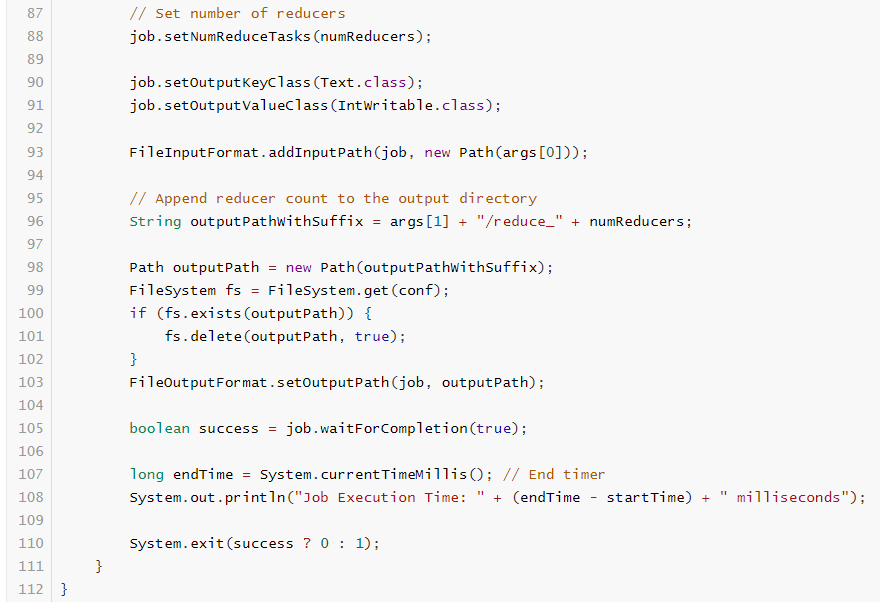 87 // Set number of reducers
88 job.setNumReduceTasks(numReducers);
89
90 job.setOutputKeyClass(Text.class);
91 job.setOutputValueClass(IntWritable.class);
92
93 FileInputFormat.addInputPath(job, new Path(args[0]));
94
95 // Append reducer count to the output directory
96 String outputPathWithSuffix = args[1] + "/reduce_" + numReducers;
97
98 Path outputPath = new Path(outputPathWithSuffix);
99 FileSystem fs = FileSystem.get(conf);
100 if (fs.exists(outputPath)) {
101 fs.delete(outputPath, true);
102 }
103 FileOutputFormat.setOutputPath(job, outputPath);
104
105 boolean success = job.waitForCompletion(true);
106
107 long endTime = System.currentTimeMillis(); // End timer
108 System.out.println("Job Execution Time: " + (endTime - startTime) + " milliseconds");
109
110 System.exit(success ? 0 : 1);
111 }
112 }